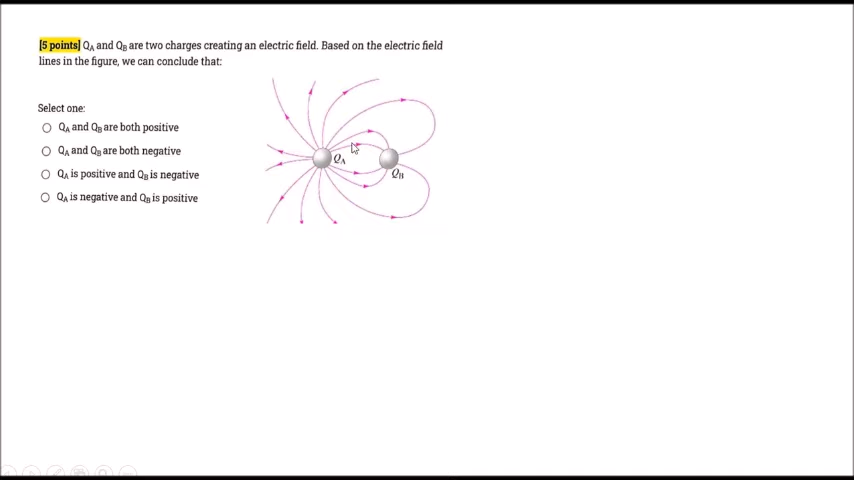 [5 points] QA and QB are two charges creating an electric field. Based on the electric field
lines in the figure, we can conclude that:
Select one:
QA and QB are both positive
QA and QB are both negative
QA is positive and QB is negative
QA is negative and QB is positive
QA
QB